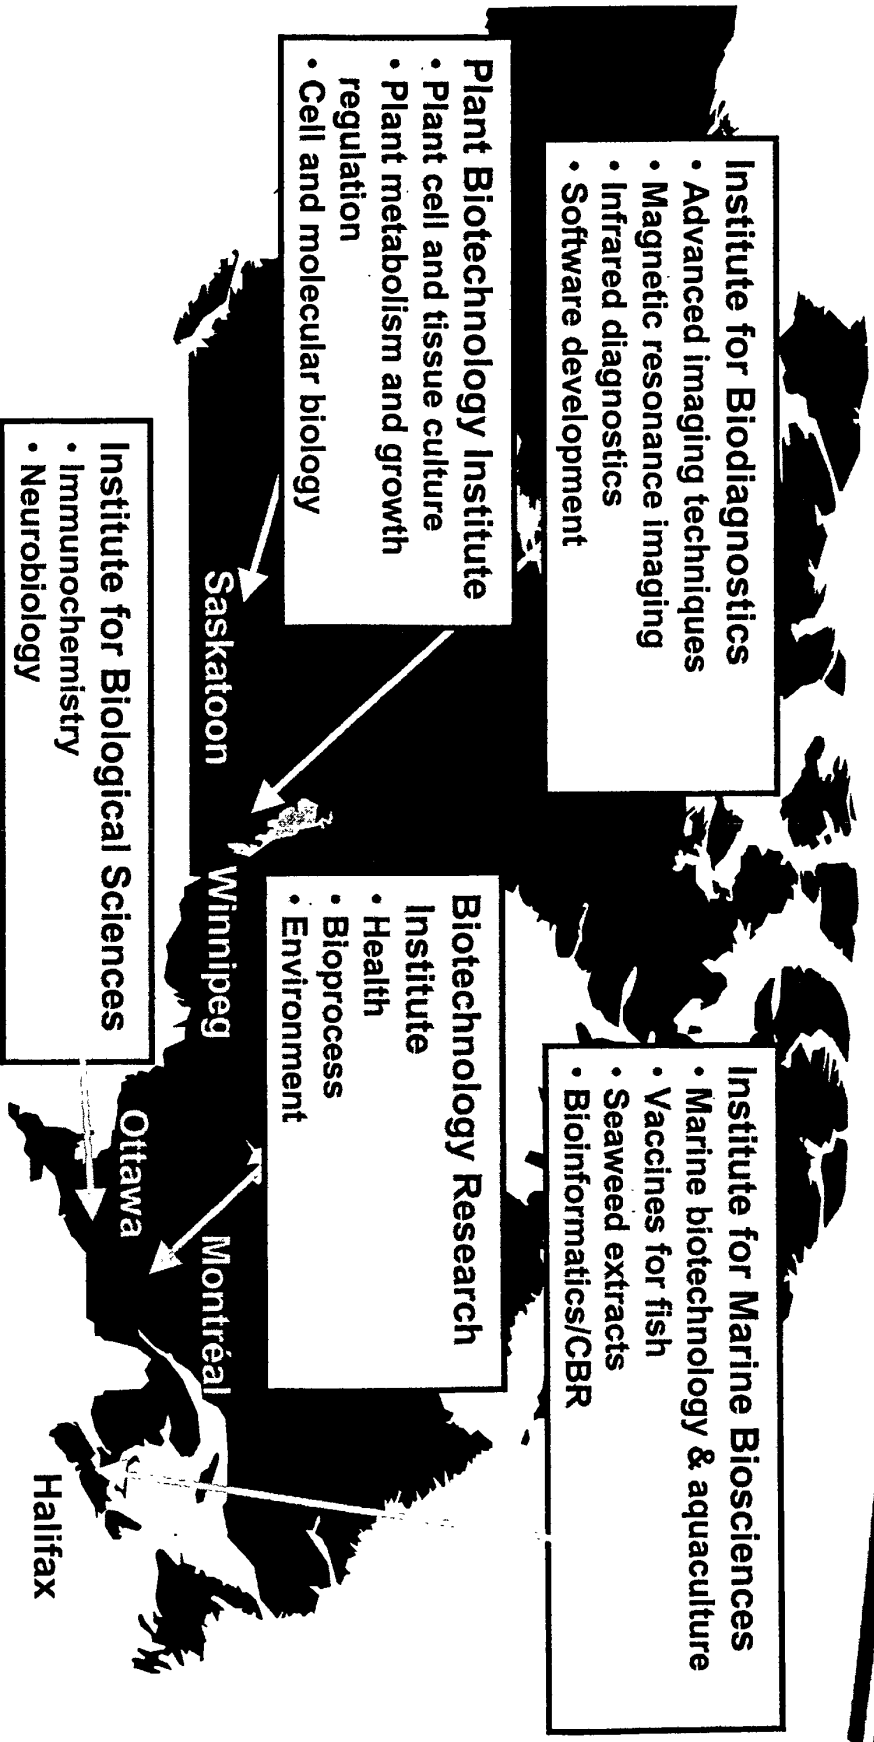 Institute for Biodiagnostics
• Advanced imaging techniques
• Magnetic resonance imaging
• Infrared diagnostics
• Software development
Institute for Marine Biosciences
• Marine biotechnology & aquaculture
• Vaccines for fish
• Seaweed extracts
• Bioinformatics/CBR
Plant Biotechnology Institute
• Plant cell and tissue culture
• Plant metabolism and growth
regulation
• Cell and molecular biology
Biotechnology Research
Institute
• Health
• Bioprocess
• Environment
Saskatoon
Winnipeg
Montréal
Ottawa
Halifax
Institute for Biological Sciences
• Immunochemistry
• Neurobiology